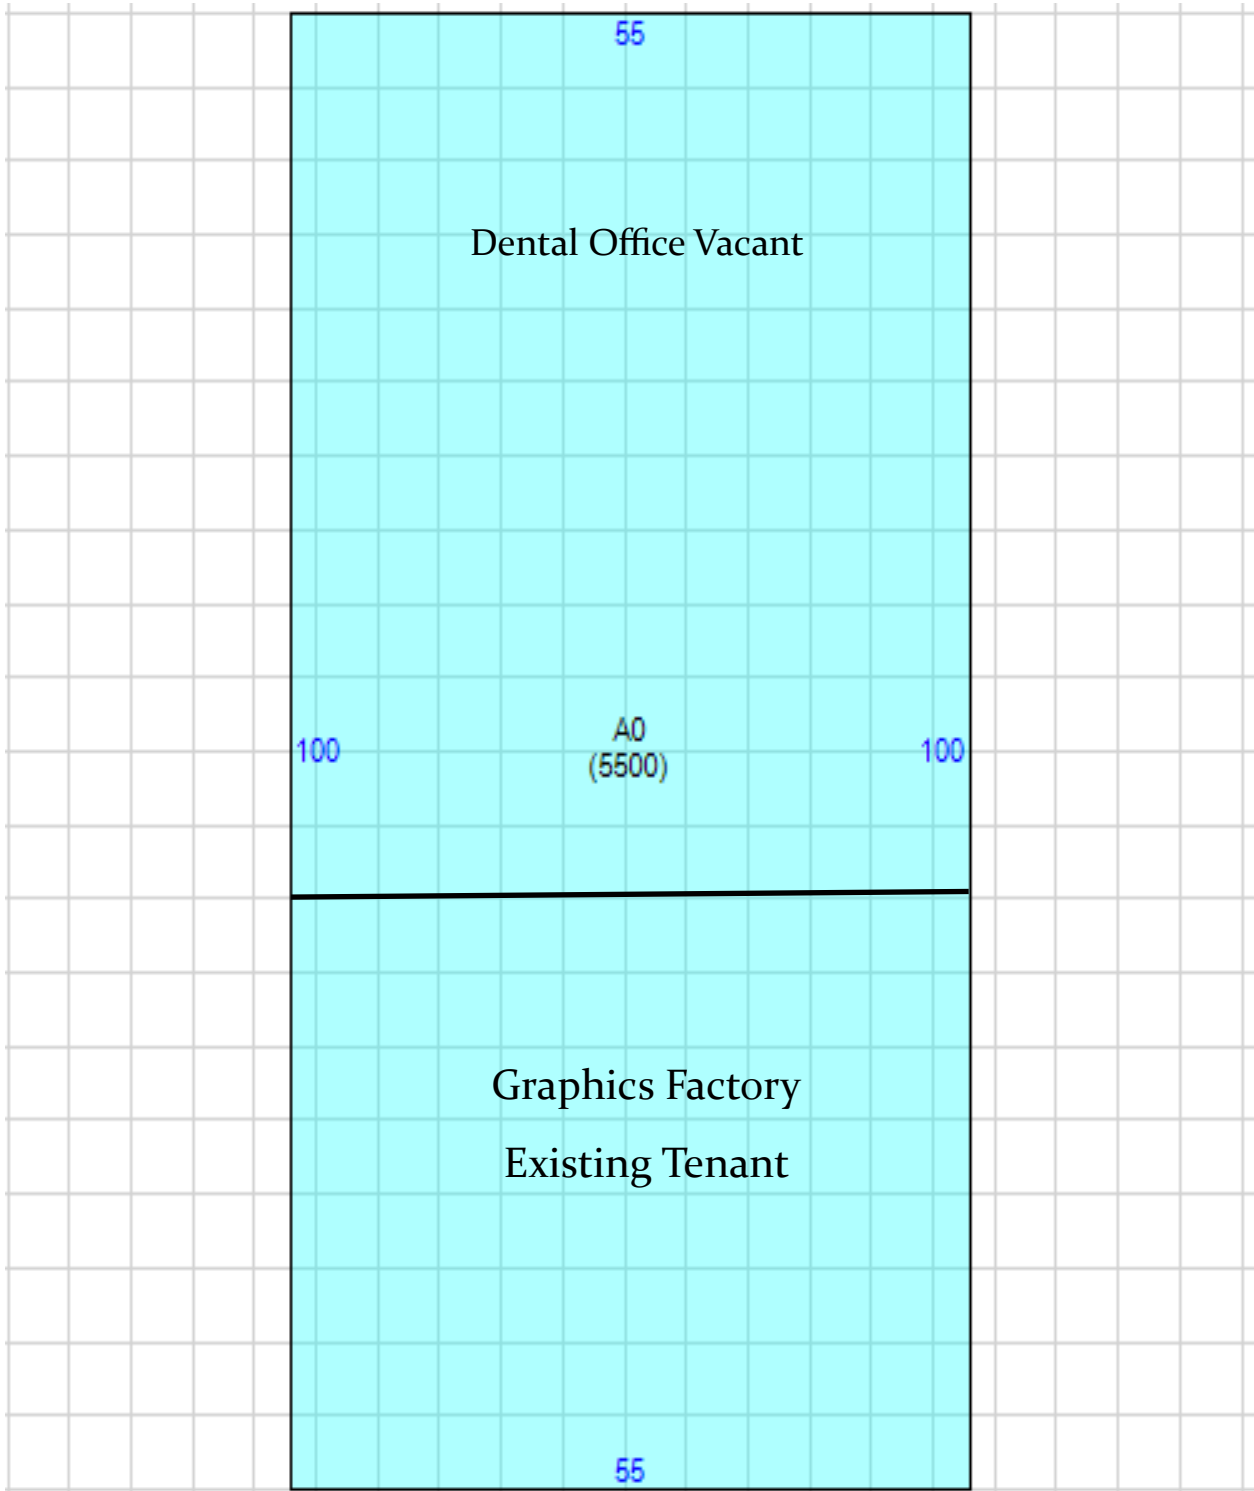 55
Dental Office Vacant
A0
100 (5500) 100
Graphics Factory
Existing Tenant
55